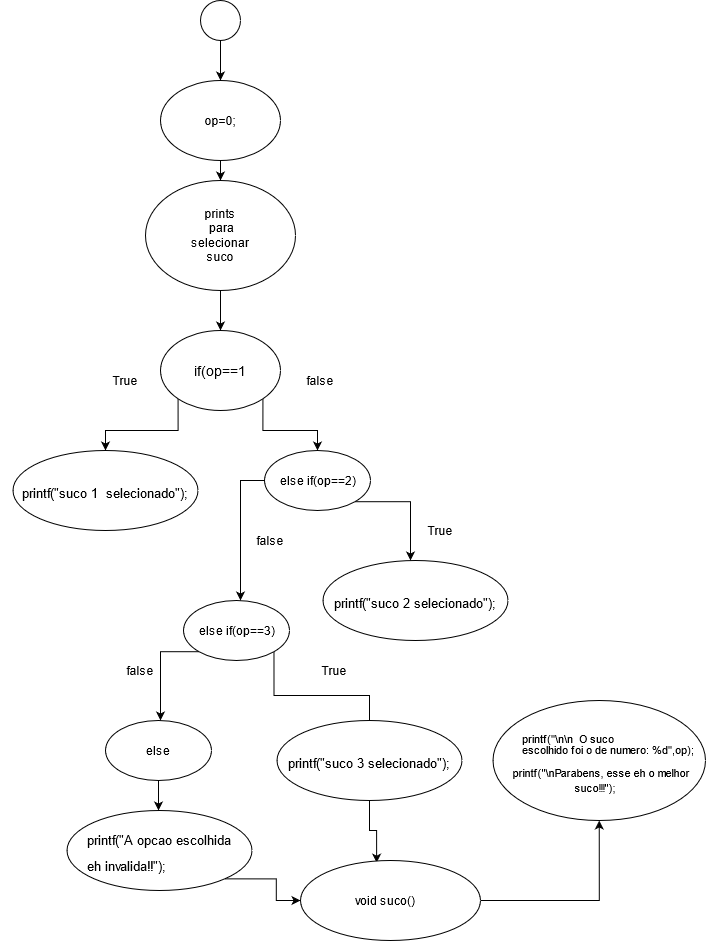 op=0;
prints
para
selecionar
suco
if(op==1
True
false
printf("suco 1 selecionado");
else if(op==2)
false
True
printf("suco 2 selecionado");
else if(op==3)
false
True
else
printf("suco 3 selecionado");
printf("\n\n O suco
escolhido foi o de numero: %d",op);
printf("\nParabens, esse eh o melhor
suco!!!");
printf("A opcao escolhida
eh invalida!!");
void suco()